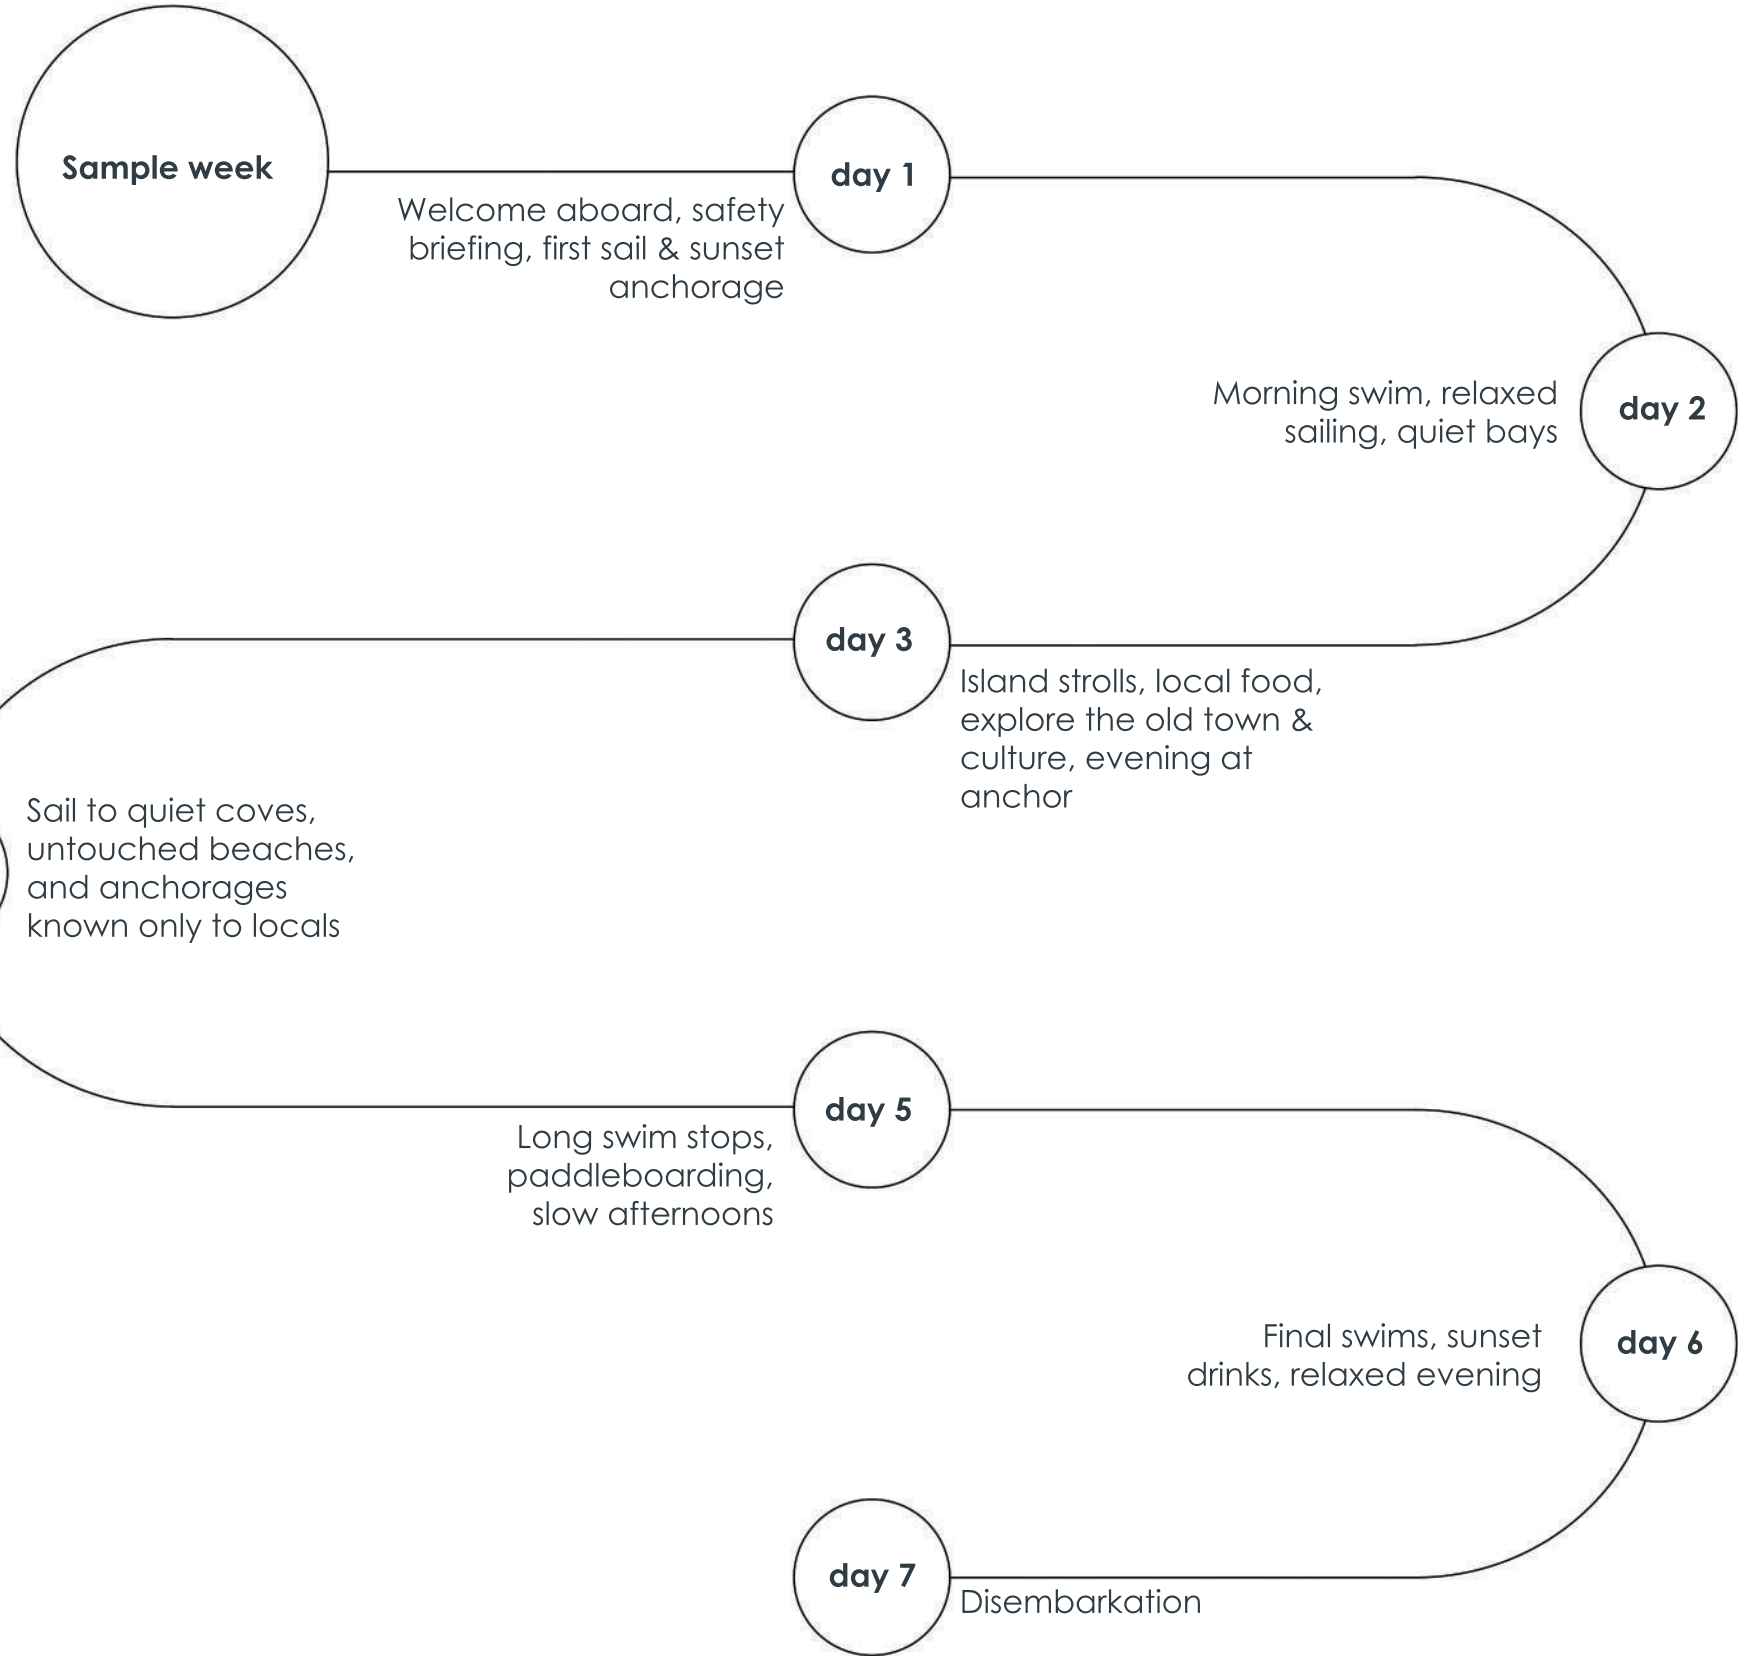 Sample week
day 1
Welcome aboard, safety
briefing, first sail & sunset
anchorage
Morning swim, relaxed
sailing, quiet bays
day 2
day 3
Island strolls, local food,
explore the old town &
culture, evening at
anchor
Sail to quiet coves,
untouched beaches,
and anchorages
known only to locals
day 5
Long swim stops,
paddleboarding,
slow afternoons
Final swims, sunset
drinks, relaxed evening
day 6
day 7
Disembarkation